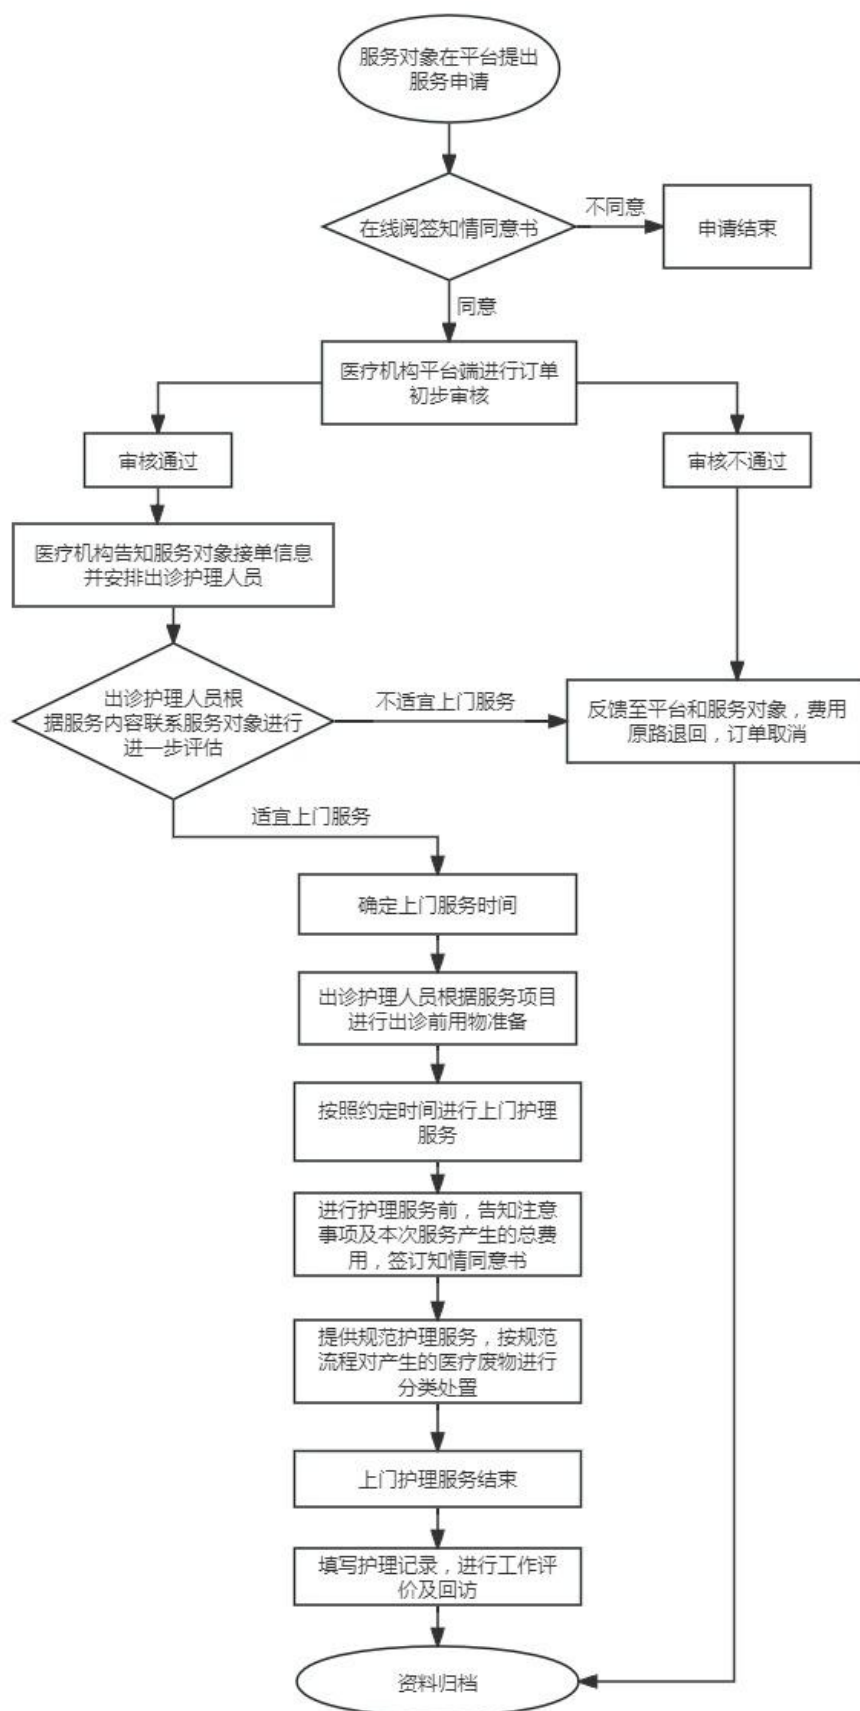 服务对象在平台提出
服务申请
在线阅签知情同意书
不同意
申请结束
同意
医疗机构平台端进行订单
初步审核
审核通过
审核不通过
医疗机构告知服务对象接单信息
并安排出诊护理人员
出诊护理人员根
据服务内容联系服务对象进行
进一步评估
不适宜上门服务
反馈至平台和服务对象，费用
原路退回，订单取消
适宜上门服务
确定上门服务时间
出诊护理人员根据服务项目
进行出诊前用物准备
按照约定时间进行上门护理
服务
进行护理服务前，告知注意
事项及本次服务产生的总费
用，签订知情同意书
提供规范护理服务，按规范
流程对产生的医疗废物进行
分类处置
上门护理服务结束
填写护理记录，进行工作评
价及回访
资料归档